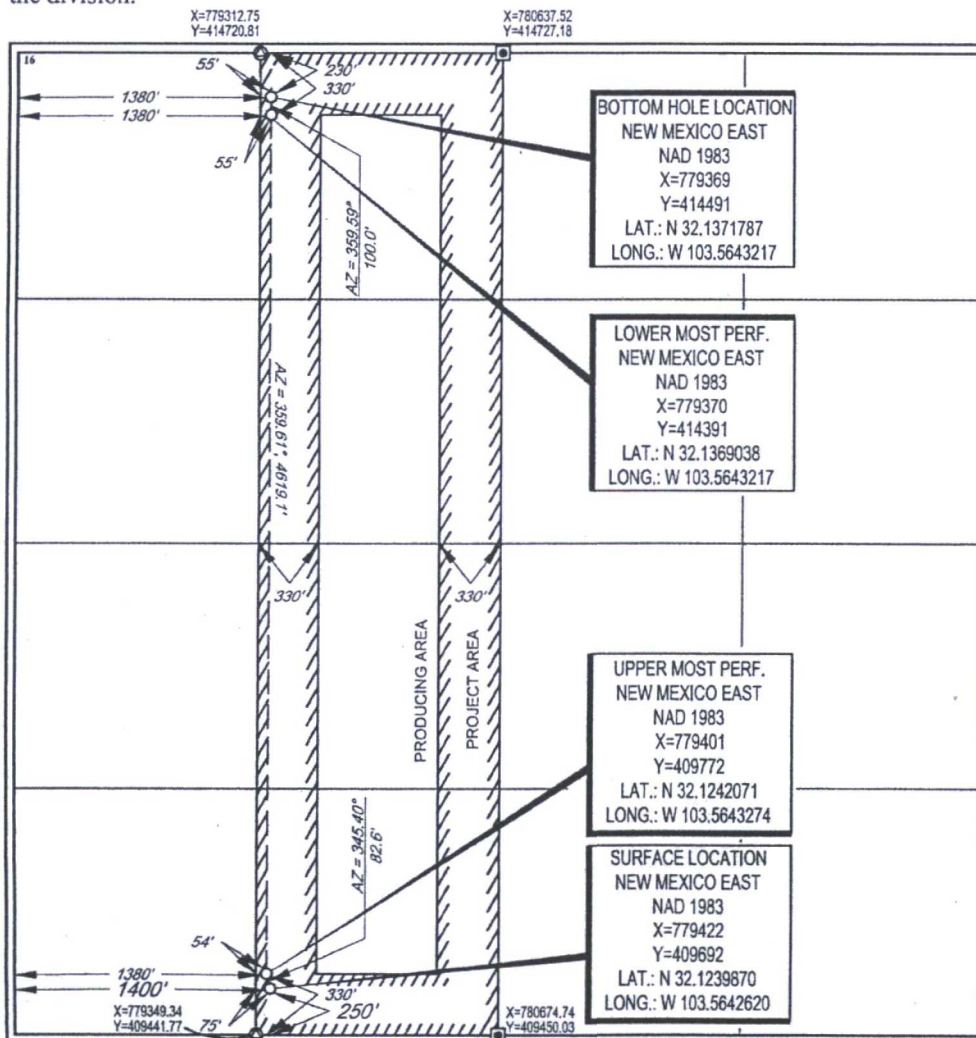 the division.
X=779312.75
Y=414720.81
X=780637.52
Y=414727.18
16
55'
230'
330'
1380'
1380'
55'
AZ = 359.59°
100.0'
BOTTOM HOLE LOCATION
NEW MEXICO EAST
NAD 1983
X=779369
Y=414491
LAT.: N 32.1371787
LONG.: W 103.5643217
LOWER MOST PERF.
NEW MEXICO EAST
NAD 1983
X=779370
Y=414391
LAT.: N 32.1369038
LONG.: W 103.5643217
AZ = 359.61°, 4619.1'
330'
330'
PRODUCING AREA
PROJECT AREA
UPPER MOST PERF.
NEW MEXICO EAST
NAD 1983
X=779401
Y=409772
LAT.: N 32.1242071
LONG.: W 103.5643274
AZ = 345.40°
82.6'
SURFACE LOCATION
NEW MEXICO EAST
NAD 1983
X=779422
Y=409692
LAT.: N 32.1239870
LONG.: W 103.5642620
54'
1380'
1400'
330'
250'
75'
X=779349.34
Y=409441.77
X=780674.74
Y=409450.03